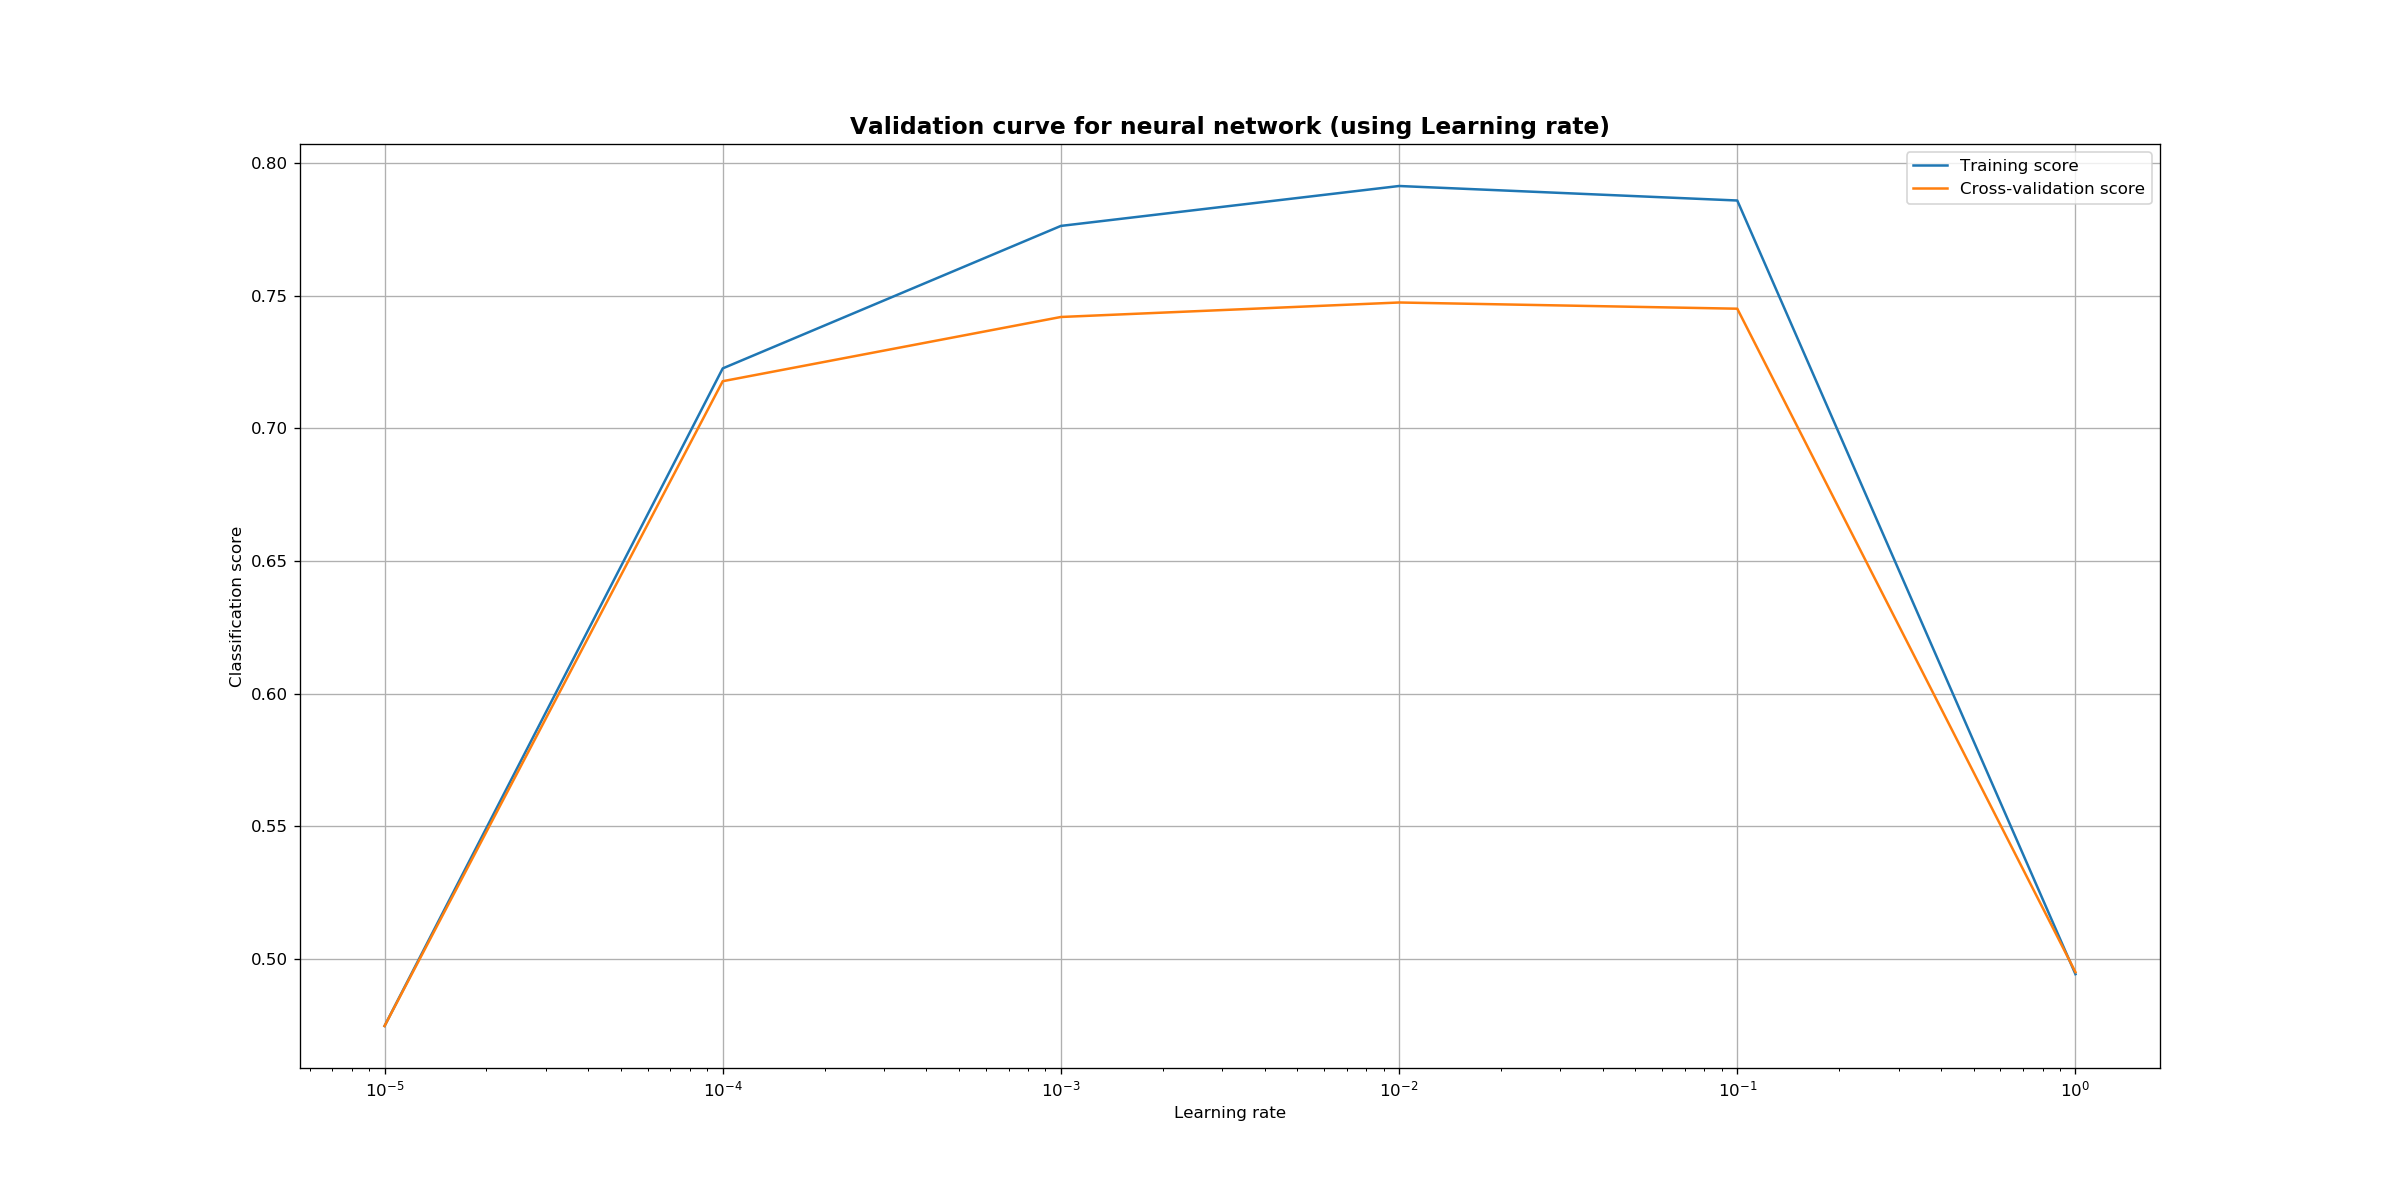 Validation curve for neural network (using Learning rate)
Training score
Cross-validation score
0.80
0.75
0.70
0.65
0.60
0.55
0.50
Classification score
10⁻⁵ 10⁻⁴ 10⁻³ 10⁻² 10⁻¹ 10⁰
Learning rate